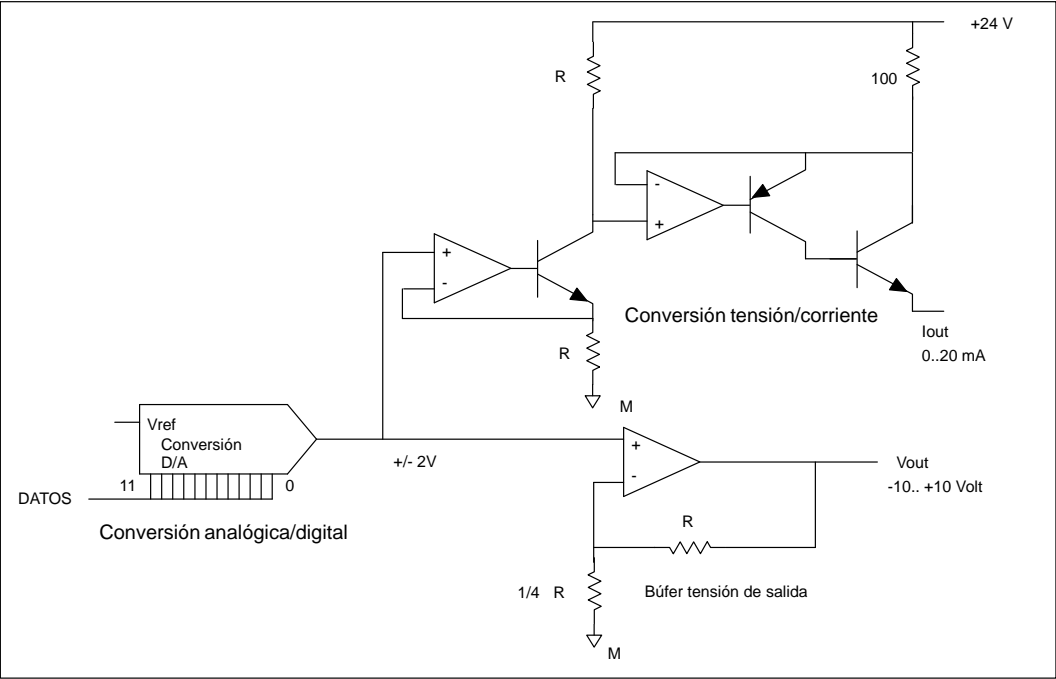 +24 V
R
100
-
+
+
-
Conversión tensión/corriente
Iout
0..20 mA
R
M
Vref
Conversión
D/A
+/- 2V
+
-
Vout
-10.. +10 Volt
11
0
DATOS
Conversión analógica/digital
R
1/4 R
Búfer tensión de salida
M